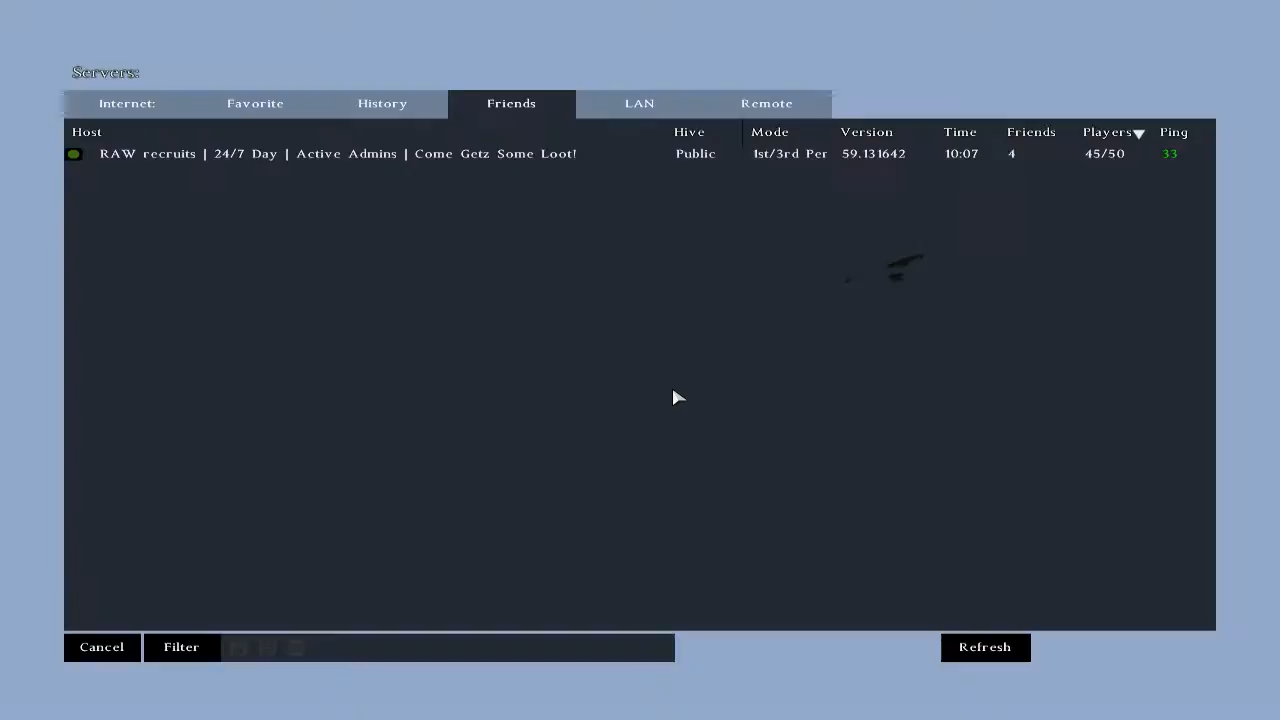 Servers:
Internet: Favorite History Friends LAN Remote
Host Hive Mode Version Time Friends Players Ping
RAW recruits | 24/7 Day | Active Admins | Come Getz Some Loot! Public 1st/3rd Per 59.131642 10:07 4 45/50 33
Cancel Filter Refresh